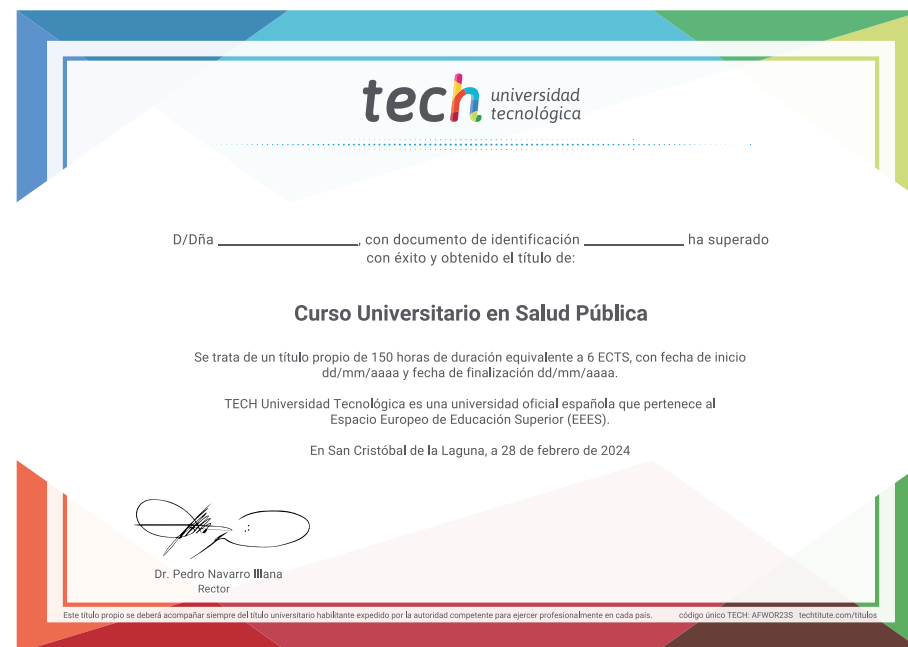 tech universidad
tecnológica
D/Dña ________________, con documento de identificación ____________ ha superado
con éxito y obtenido el título de:
Curso Universitario en Salud Pública
Se trata de un título propio de 150 horas de duración equivalente a 6 ECTS, con fecha de inicio
dd/mm/aaaa y fecha de finalización dd/mm/aaaa.
TECH Universidad Tecnológica es una universidad oficial española que pertenece al
Espacio Europeo de Educación Superior (EEES).
En San Cristóbal de la Laguna, a 28 de febrero de 2024
Dr. Pedro Navarro Illana
Rector
Este título propio se deberá acompañar siempre del título universitario habilitante expedido por la autoridad competente para ejercer profesionalmente en cada país. código único TECH: AFWOR23S techtitute.com/titulos